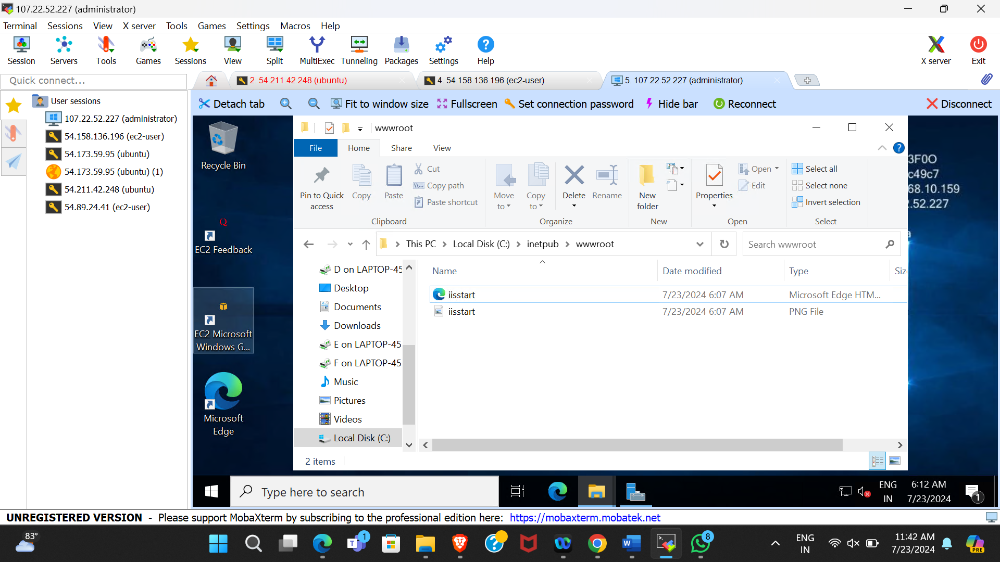 107.22.52.227 (administrator)
Terminal Sessions View X server Tools Games Settings Macros Help
Session Servers Tools Games Sessions View Split MultiExec Tunneling Packages Settings Help X server Exit
Quick connect...
2. 54.211.42.248 (ubuntu)
4. 54.158.136.196 (ec2-user)
5. 107.22.52.227 (administrator)
Detach tab Fit to window size Fullscreen Set connection password Hide bar Reconnect Disconnect
User sessions
107.22.52.227 (administrator)
54.158.136.196 (ec2-user)
54.173.59.95 (ubuntu)
54.173.59.95 (ubuntu) (1)
54.211.42.248 (ubuntu)
54.89.24.41 (ec2-user)
Recycle Bin
EC2 Feedback
EC2 Microsoft
Windows G...
Microsoft
Edge
wwwroot
File Home Share View
Pin to Quick
access
Copy
Paste
Cut
Copy path
Paste shortcut
Clipboard
Move
to
Copy
to
Delete
Rename
Organize
New
folder
New
Properties
Open
Edit
Open
Select all
Select none
Invert selection
Select
3F0O
c49c7
68.10.159
.52.227
a
This PC Local Disk (C:) inetpub wwwroot
Search wwwroot
D on LAPTOP-45
Desktop
Documents
Downloads
E on LAPTOP-45
F on LAPTOP-45
Music
Pictures
Videos
Local Disk (C:)
Name Date modified Type Siz
iisstart 7/23/2024 6:07 AM Microsoft Edge HTM...
iisstart 7/23/2024 6:07 AM PNG File
2 items
Type here to search
ENG
IN
6:12 AM
7/23/2024
1
UNREGISTERED VERSION - Please support MobaXterm by subscribing to the professional edition here: https://mobaxterm.mobatek.net
83°
1
8
ENG
IN
11:42 AM
7/23/2024
PRE